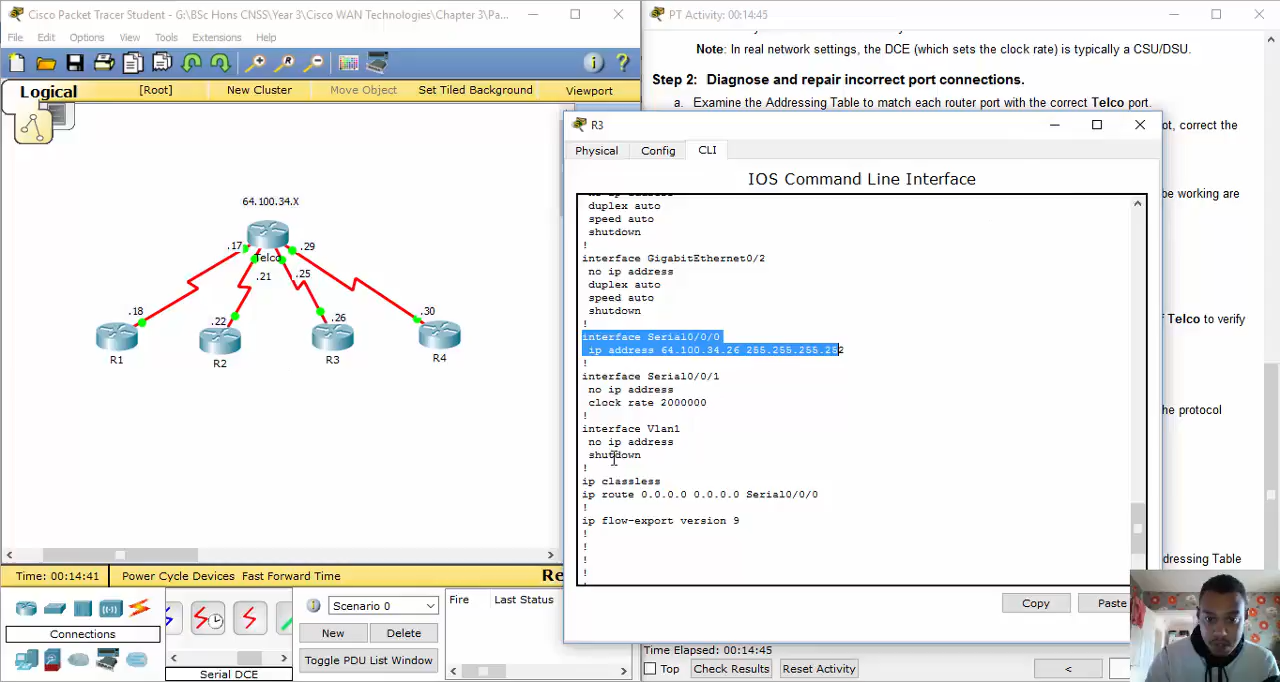 Cisco Packet Tracer Student - G:\BSc Hons CNSS\Year 3\Cisco WAN Technologies\Chapter 3\Pa...
File Edit Options View Tools Extensions Help
Logical [Root] New Cluster Move Object Set Tiled Background Viewport
64.100.34.X
.17 .29
Telco
.21 .25
.18 .22 .26 .30
R1 R2 R3 R4
Time: 00:14:41 Power Cycle Devices Fast Forward Time Re
Connections
Serial DCE
Scenario 0
New Delete
Toggle PDU List Window
Fire Last Status
PT Activity: 00:14:45
Note: In real network settings, the DCE (which sets the clock rate) is typically a CSU/DSU.
Step 2: Diagnose and repair incorrect port connections.
a. Examine the Addressing Table to match each router port with the correct Telco port.
ot, correct the
be working are
f Telco to verify
he protocol
dressing Table
R3
Physical Config CLI
IOS Command Line Interface
no ip address
duplex auto
speed auto
shutdown
!
interface GigabitEthernet0/2
no ip address
duplex auto
speed auto
shutdown
!
interface Serial0/0/0
ip address 64.100.34.26 255.255.255.252
!
interface Serial0/0/1
no ip address
clock rate 2000000
!
interface Vlan1
no ip address
shutdown
!
ip classless
ip route 0.0.0.0 0.0.0.0 Serial0/0/0
!
ip flow-export version 9
!
!
!
!
Copy Paste
Time Elapsed: 00:14:45
Top Check Results Reset Activity <